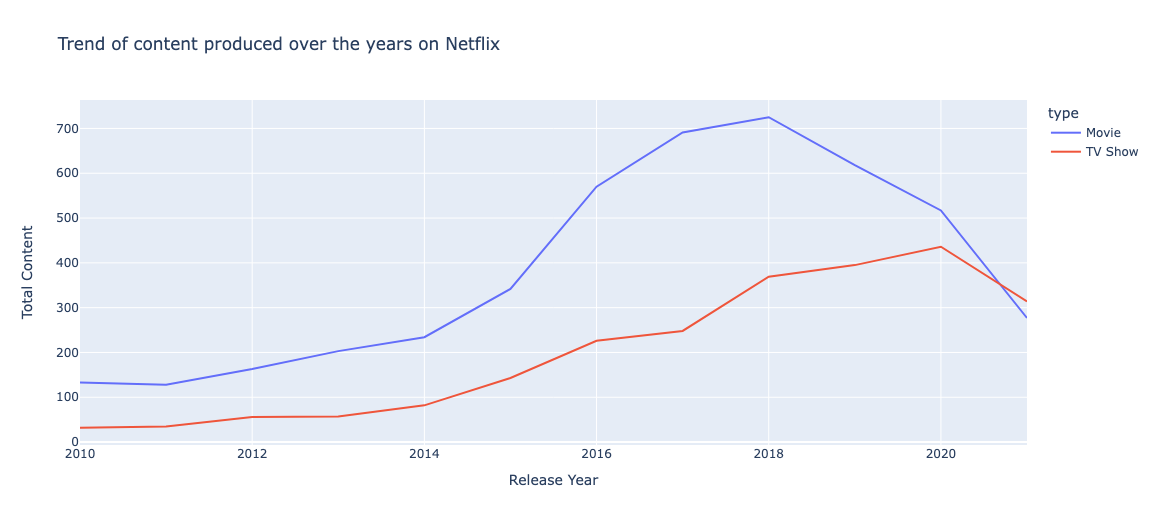 Trend of content produced over the years on Netflix
type
Movie
TV Show
Total Content
700
600
500
400
300
200
100
0
2010 2012 2014 2016 2018 2020
Release Year